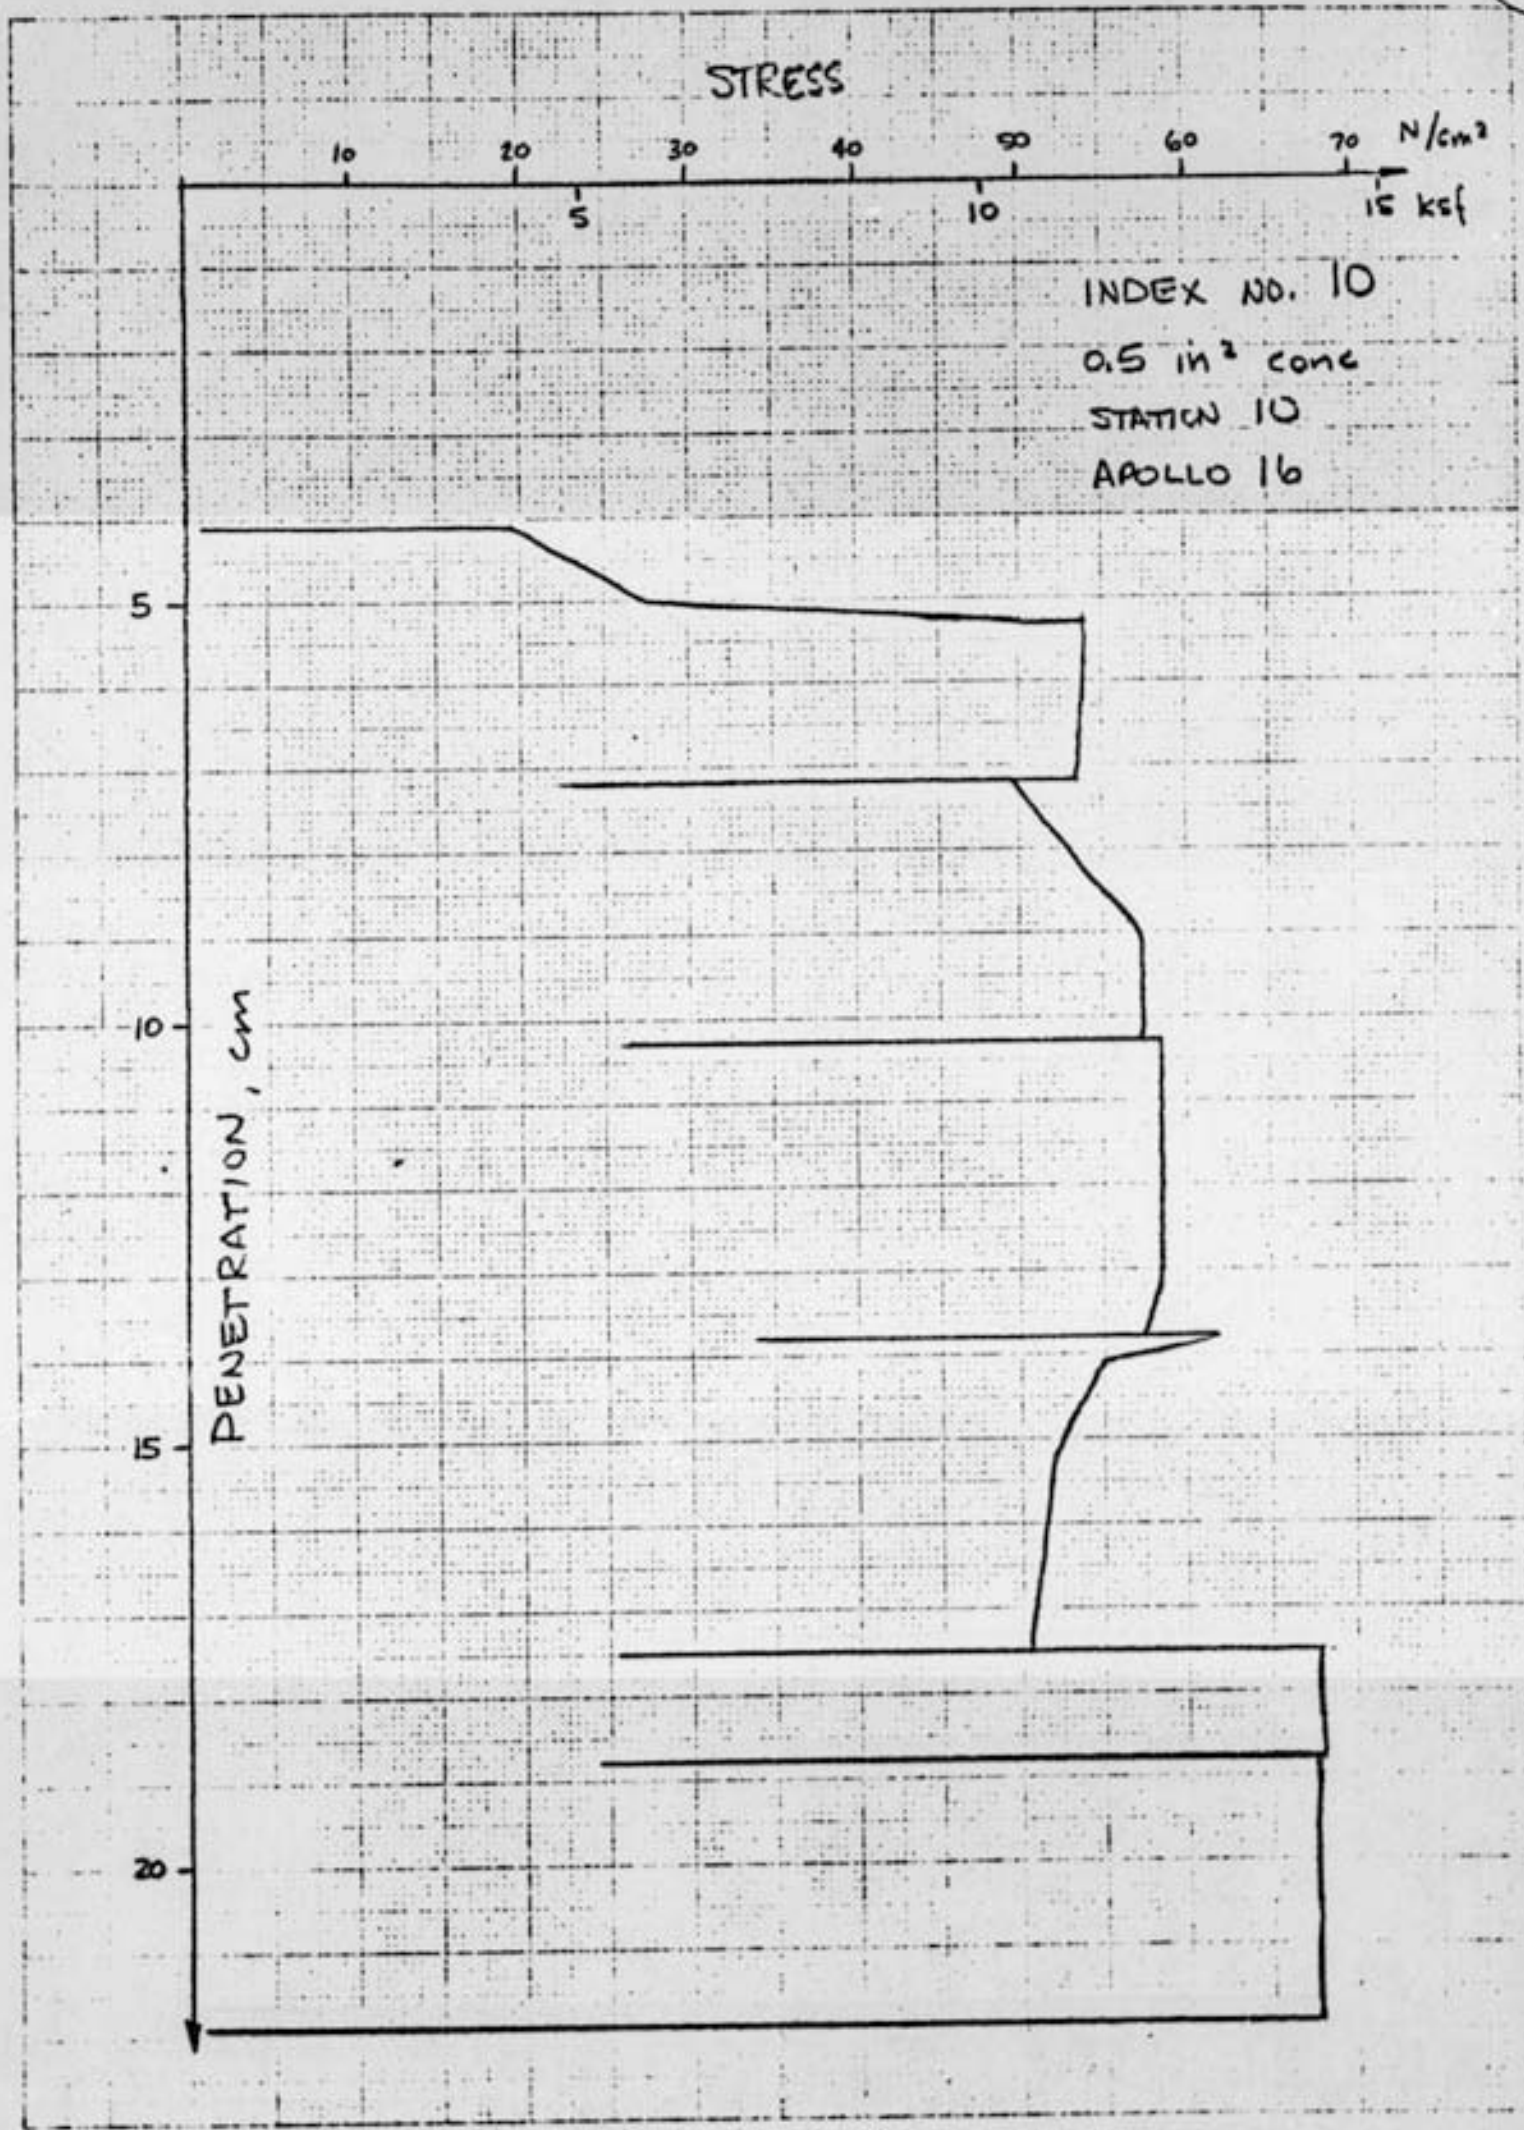 STRESS
10 20 30 40 50 60 70 N/cm²
5 10 15 ksf
INDEX NO. 10
0.5 in² cone
STATION 10
APOLLO 16
5
10
15
20
PENETRATION, cm